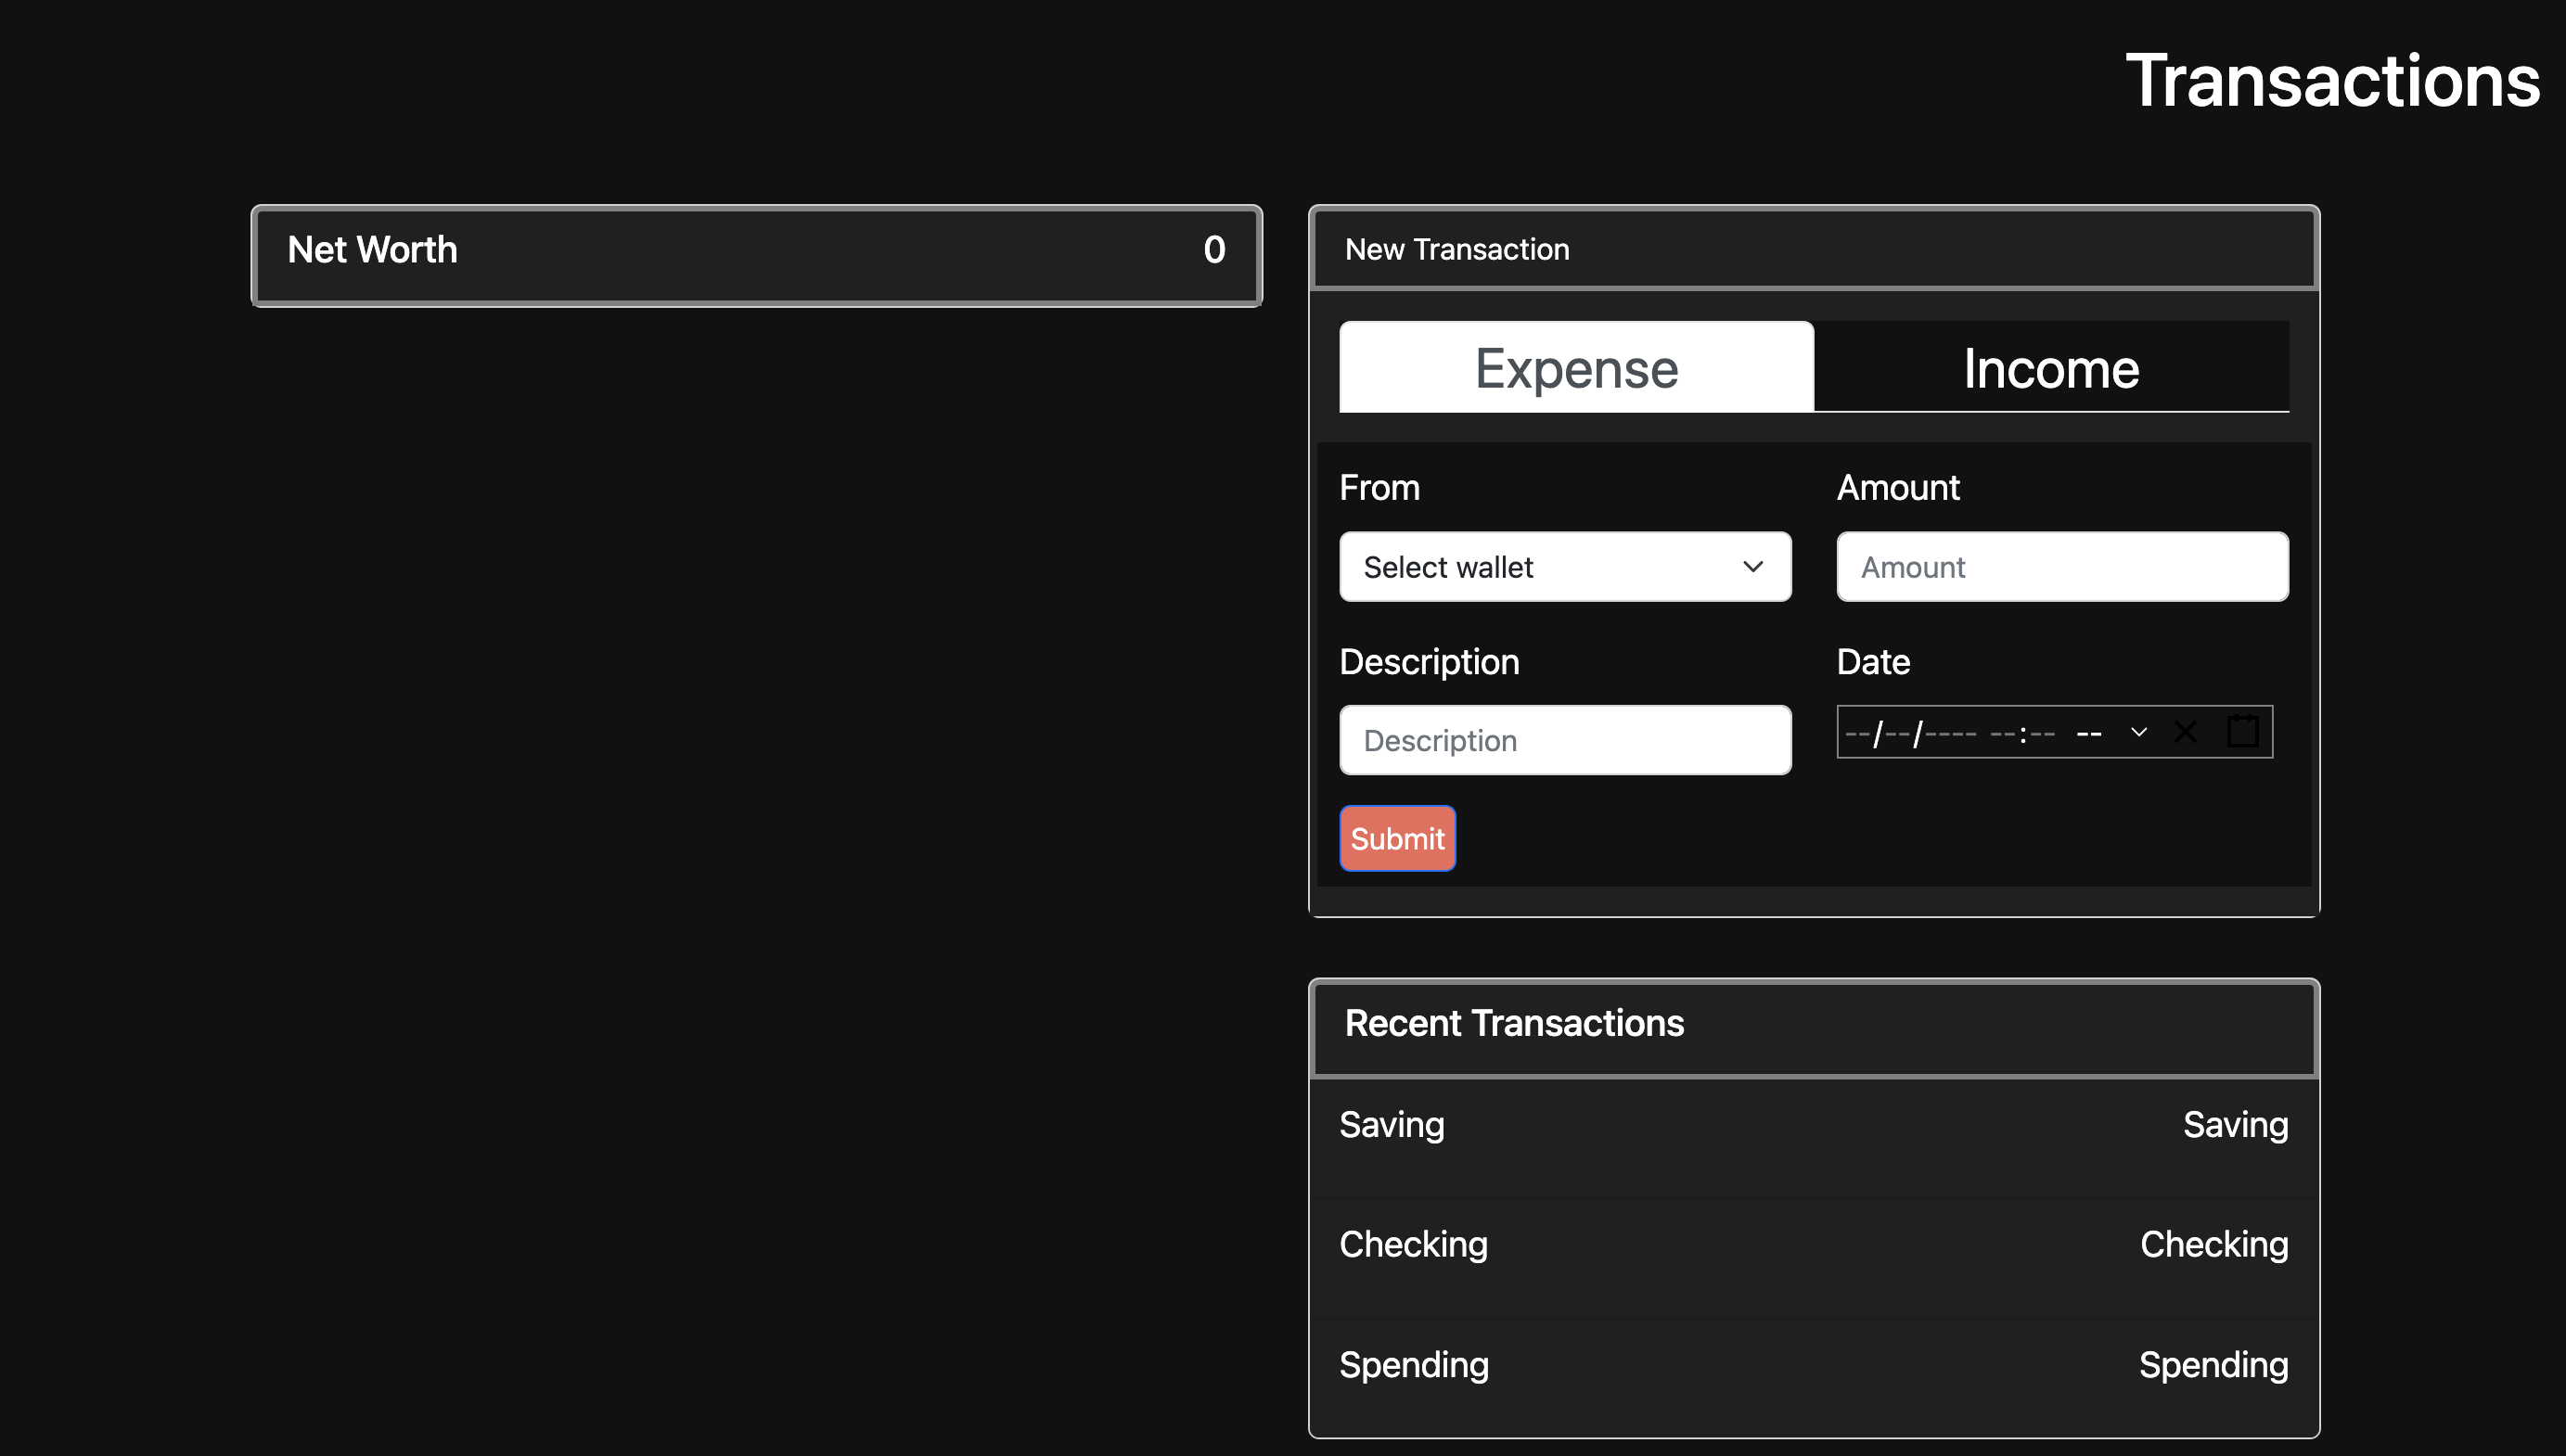 Transactions
Net Worth 0
New Transaction
Expense Income
From Amount
Select wallet Amount
Description Date
Description --/--/---- --:-- --
Submit
Recent Transactions
Saving Saving
Checking Checking
Spending Spending